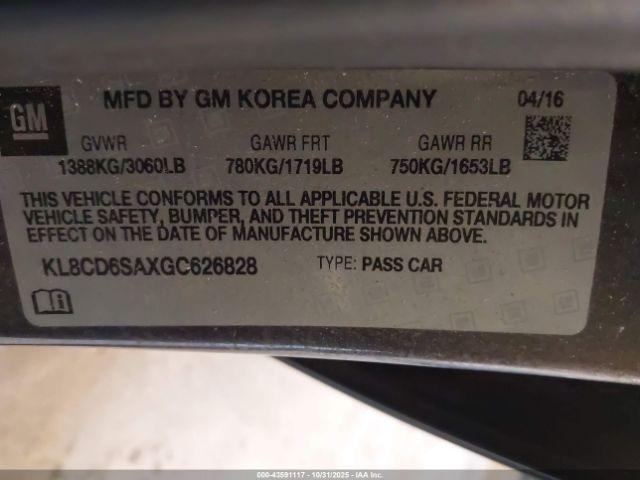 GM
MFD BY GM KOREA COMPANY 04/16
GVWR GAWR FRT GAWR RR
1388KG/3060LB 780KG/1719LB 750KG/1653LB
THIS VEHICLE CONFORMS TO ALL APPLICABLE U.S. FEDERAL MOTOR
VEHICLE SAFETY, BUMPER, AND THEFT PREVENTION STANDARDS IN
EFFECT ON THE DATE OF MANUFACTURE SHOWN ABOVE.
KL8CD6SAXGC626828 TYPE: PASS CAR
000-43591117 - 10/31/2025 - IAA Inc.